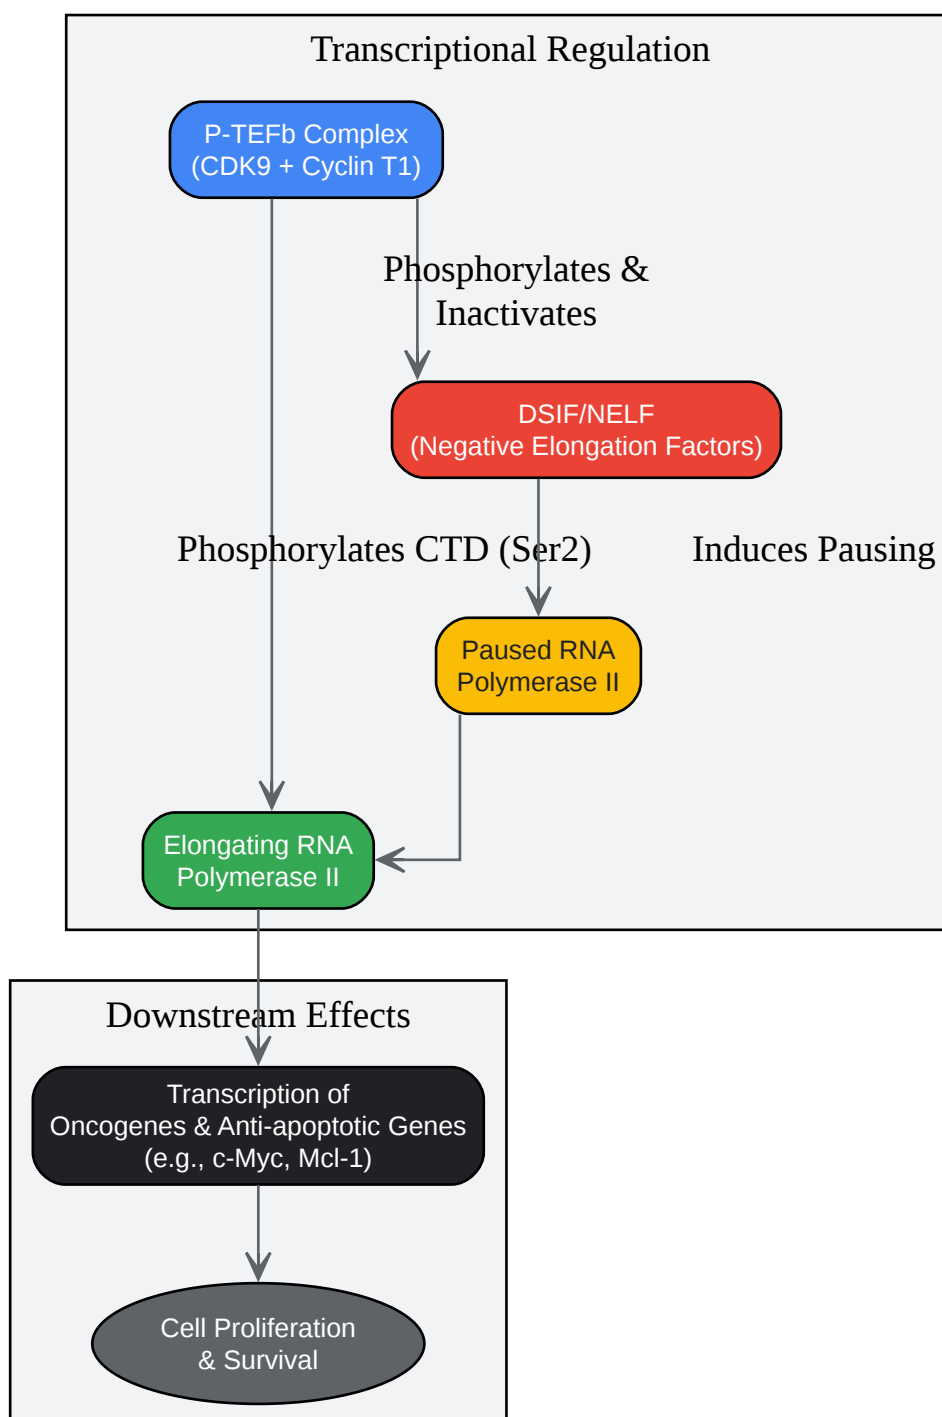 Transcriptional Regulation
P-TEFb Complex
(CDK9 + Cyclin T1)
Phosphorylates &
Inactivates
DSIF/NELF
(Negative Elongation Factors)
Phosphorylates CTD (Ser2)
Induces Pausing
Paused RNA
Polymerase II
Elongating RNA
Polymerase II
Downstream Effects
Transcription of
Oncogenes & Anti-apoptotic Genes
(e.g., c-Myc, Mcl-1)
Cell Proliferation
& Survival